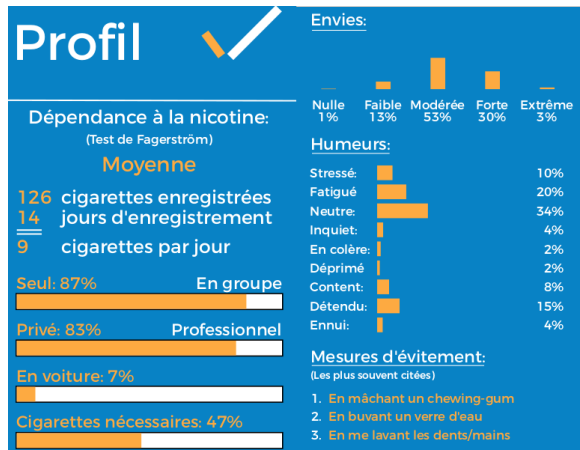 Profil
Dépendance à la nicotine:
(Test de Fagerström)
Moyenne
126 cigarettes enregistrées
14 jours d'enregistrement
9 cigarettes par jour
Seul: 87% En groupe
Privé: 83% Professionnel
En voiture: 7%
Cigarettes nécessaires: 47%
Envies:
Nulle Faible Modérée Forte Extrême
1% 13% 53% 30% 3%
Humeurs:
Stressé: 10%
Fatigué 20%
Neutre: 34%
Inquiet: 4%
En colère: 2%
Déprimé 2%
Content: 8%
Détendu: 15%
Ennui: 4%
Mesures d'évitement:
(Les plus souvent citées)
1. En mâchant un chewing-gum
2. En buvant un verre d'eau
3. En me lavant les dents/mains